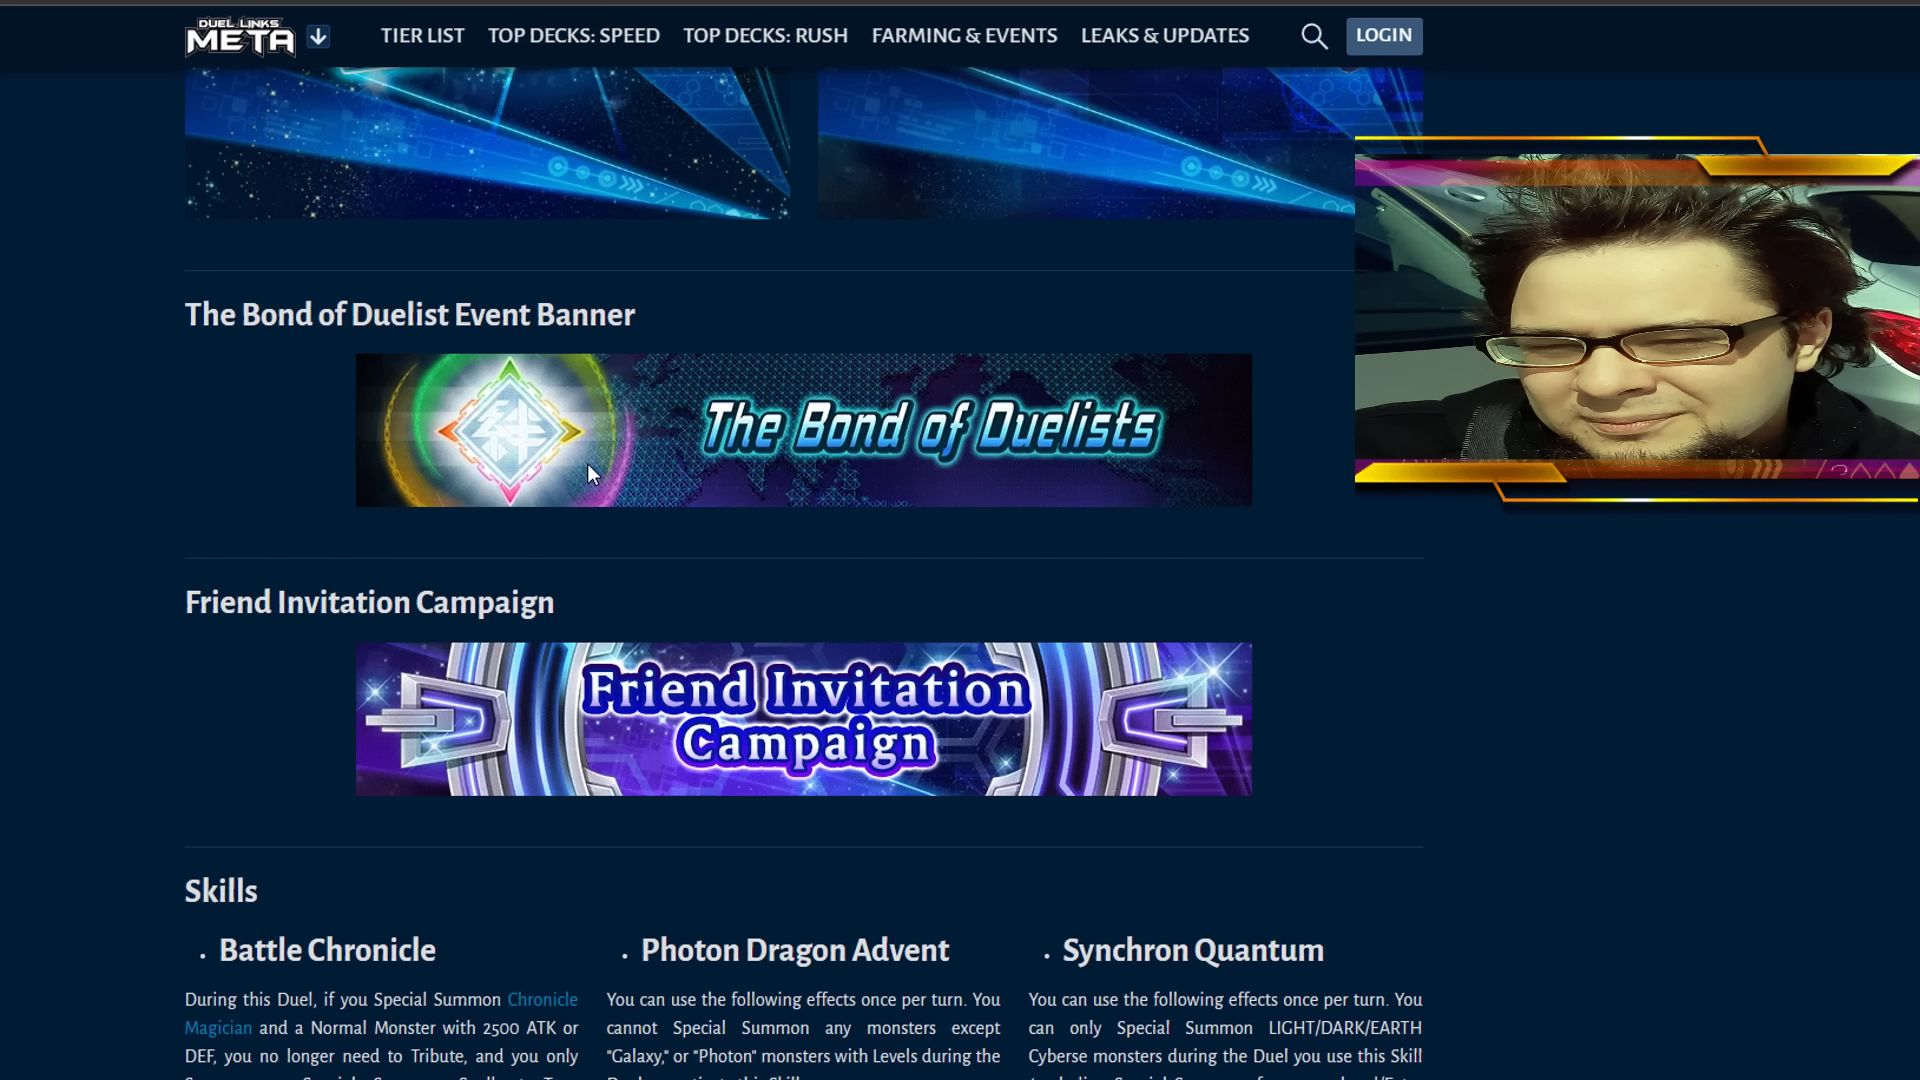 DUEL LINKS
META
TIER LIST
TOP DECKS: SPEED
TOP DECKS: RUSH
FARMING & EVENTS
LEAKS & UPDATES
LOGIN
The Bond of Duelist Event Banner
The Bond of Duelists
Friend Invitation Campaign
Friend Invitation
Campaign
Skills
• Battle Chronicle
During this Duel, if you Special Summon Chronicle
Magician and a Normal Monster with 2500 ATK or
DEF, you no longer need to Tribute, and you only
• Photon Dragon Advent
You can use the following effects once per turn. You
cannot Special Summon any monsters except
"Galaxy," or "Photon" monsters with Levels during the
• Synchron Quantum
You can use the following effects once per turn. You
can only Special Summon LIGHT/DARK/EARTH
Cyberse monsters during the Duel you use this Skill